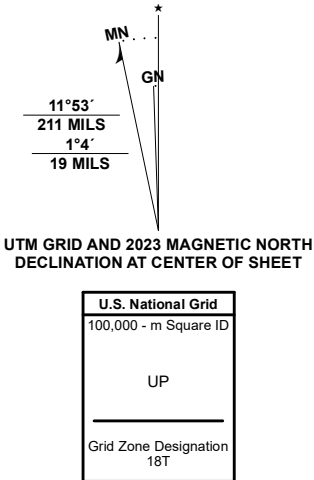 ★
MN
GN
11°53´
211 MILS
1°4´
19 MILS
UTM GRID AND 2023 MAGNETIC NORTH
DECLINATION AT CENTER OF SHEET
U.S. National Grid
100,000 - m Square ID
UP
Grid Zone Designation
18T